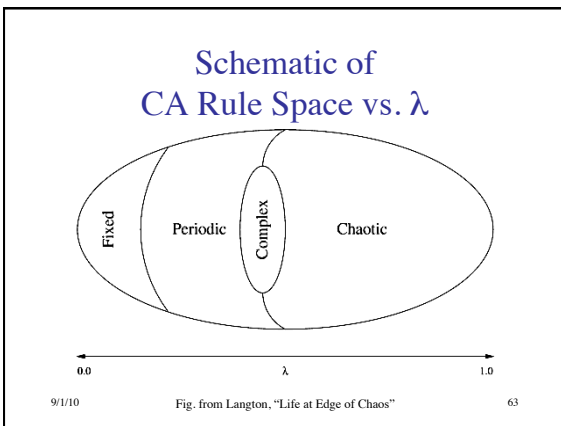 Schematic of
CA Rule Space vs. λ
Fixed
Periodic
Complex
Chaotic
0.0 λ 1.0
9/1/10 Fig. from Langton, “Life at Edge of Chaos” 63